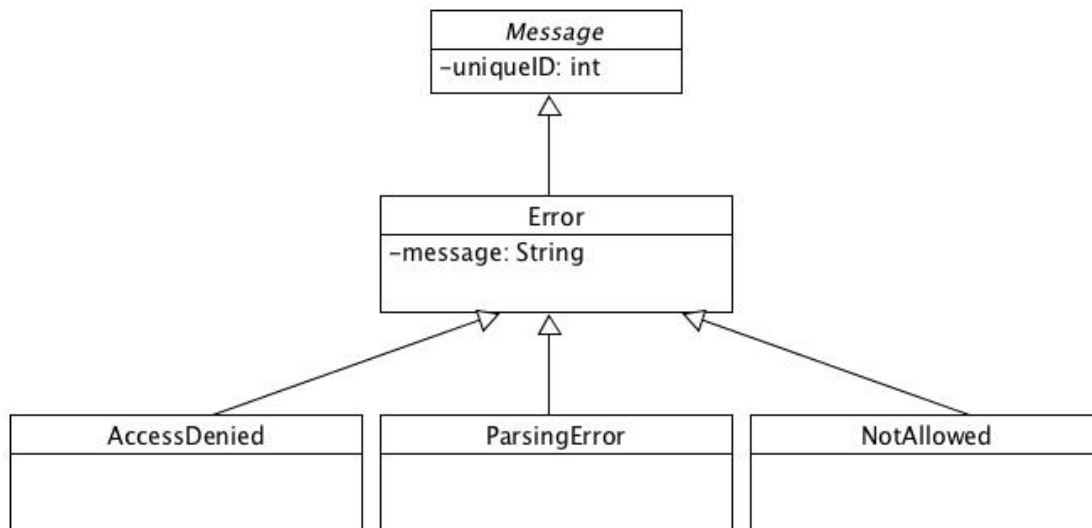 Message
-uniqueID: int
Error
-message: String
AccessDenied
ParsingError
NotAllowed